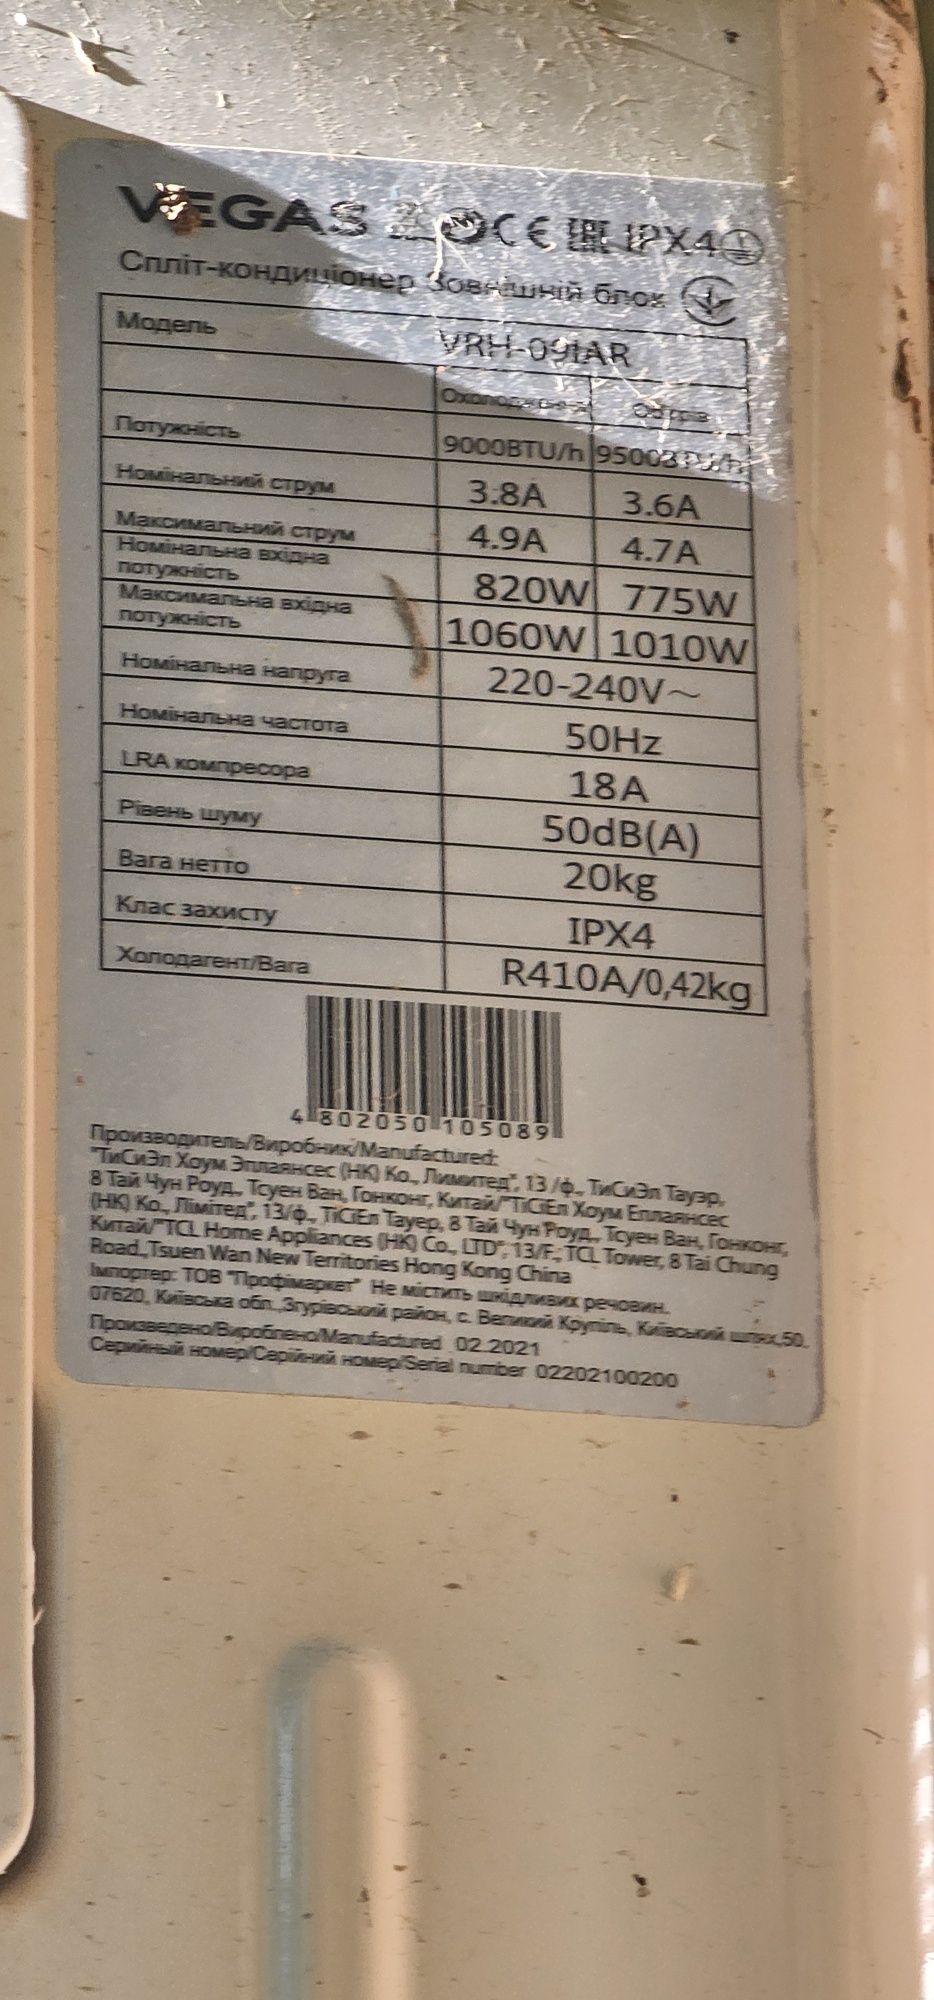 VEGAS CE EAC IPX4
Спліт-кондиціонер Зовнішній блок
Модель VRH-09IAR
Охолодження Обігрів
Потужність 9000BTU/h 9500BTU/h
Номінальний струм 3.8A 3.6A
Максимальний струм 4.9A 4.7A
Номінальна вхідна
потужність 820W 775W
Максимальна вхідна
потужність 1060W 1010W
Номінальна напруга 220-240V~
Номінальна частота 50Hz
LRA компресора 18A
Рівень шуму 50dB(A)
Вага нетто 20kg
Клас захисту IPX4
Холодагент/Вага R410A/0,42kg
4 802050 105089
Производитель/Виробник/Manufactured:
"ТиСиЭл Хоум Эплаянсес (НК) Ко., Лимитед", 13 /ф., ТиСиЭл Тауэр,
8 Тай Чун Роуд., Тсуен Ван, Гонконг, Китай/"ТіСіЕл Хоум Еплаянсес
(НК) Ко., Лімітед", 13/ф., ТіСіЕл Тауер, 8 Тай Чун Роуд., Тсуен Ван, Гонконг,
Китай/"TCL Home Appliances (HK) Co., LTD", 13/F., TCL Tower, 8 Tai Chung
Road.,Tsuen Wan New Territories Hong Kong China
Імпортер: ТОВ "Профімаркет" Не містить шкідливих речовин.
07620, Київська обл.,Згурівський район, с. Великий Крупіль, Київський шлях,50.
Произведено/Вироблено/Manufactured 02.2021
Серийный номер/Серійний номер/Serial number 02202100200